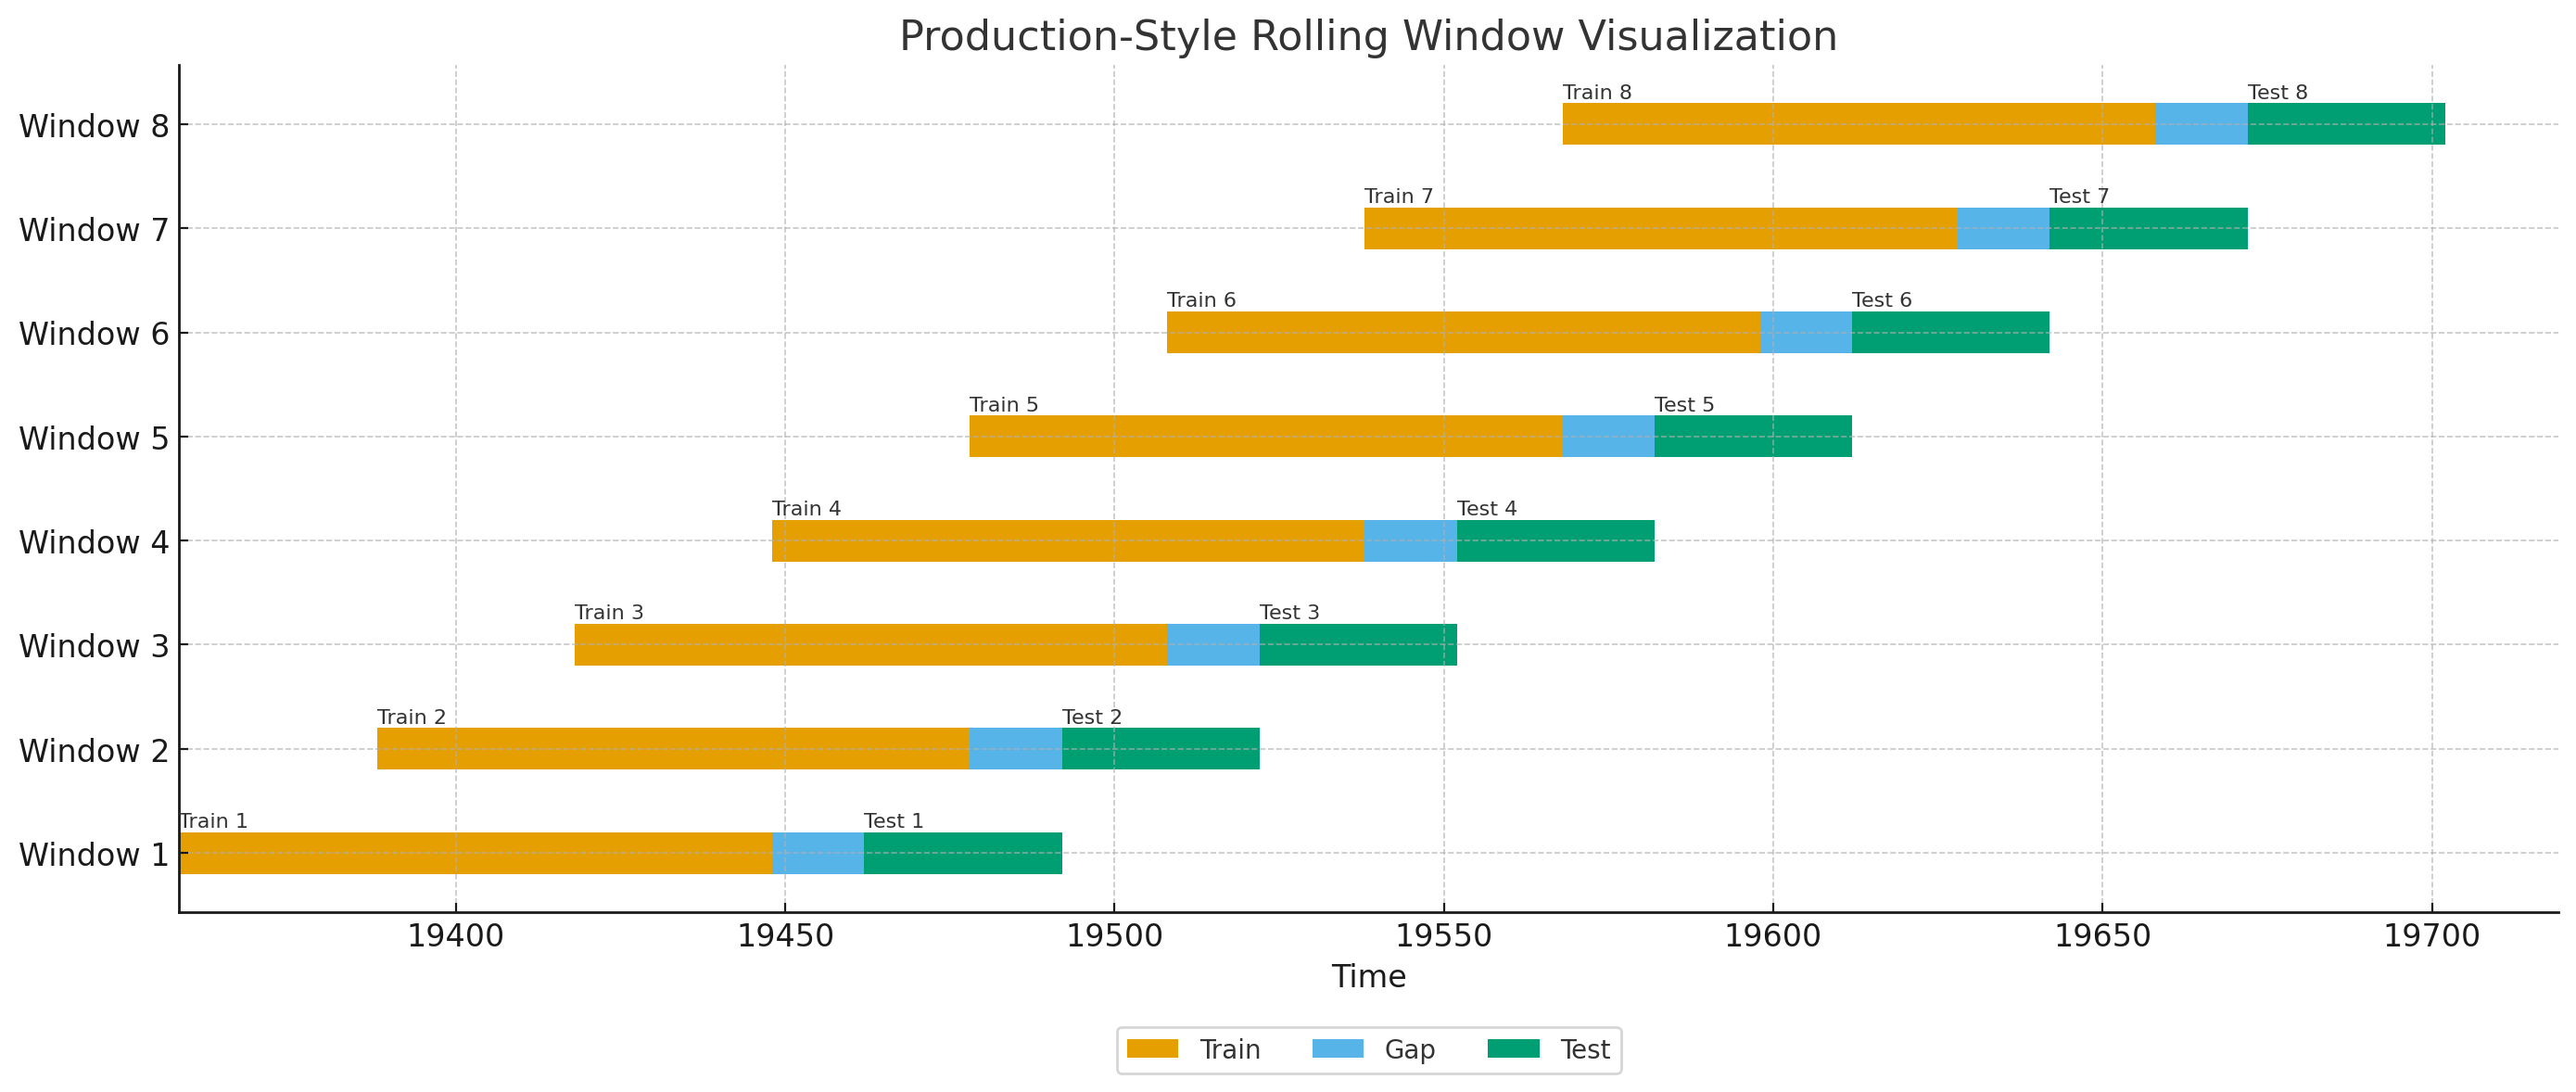 Production-Style Rolling Window Visualization
Train 8 Test 8
Window 8
Train 7 Test 7
Window 7
Train 6 Test 6
Window 6
Train 5 Test 5
Window 5
Train 4 Test 4
Window 4
Train 3 Test 3
Window 3
Train 2 Test 2
Window 2
Train 1 Test 1
Window 1
19400 19450 19500 19550 19600 19650 19700
Time
Train Gap Test